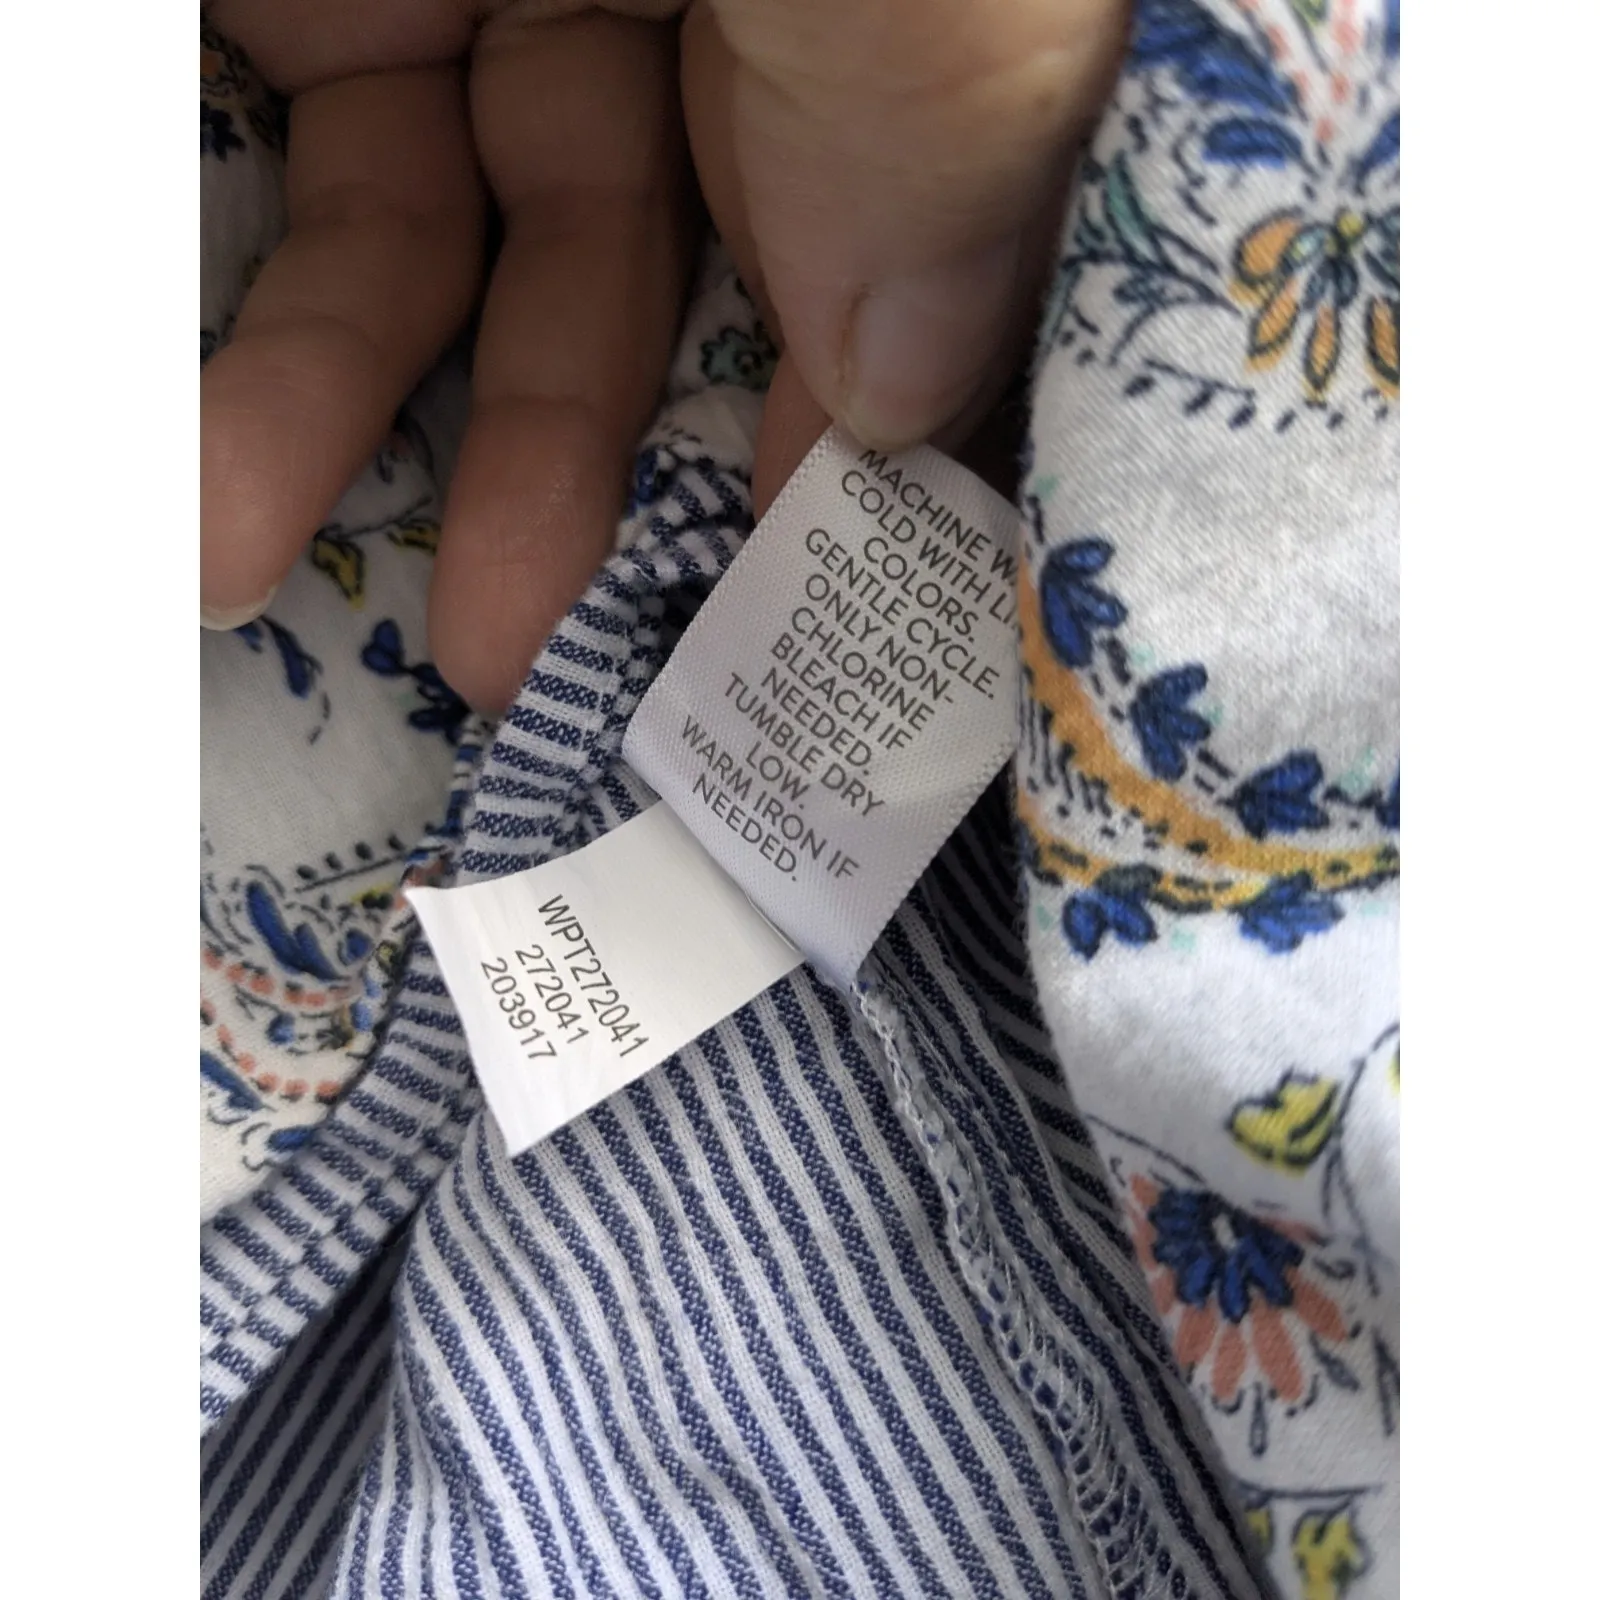 MACHINE
COLD WITH
COLORS.
GENTLE CYCLE.
ONLY NON-
CHLORINE
BLEACH IF
NEEDED.
TUMBLE DRY
LOW.
WARM IRON IF
NEEDED.
WPT272041
272041
203917